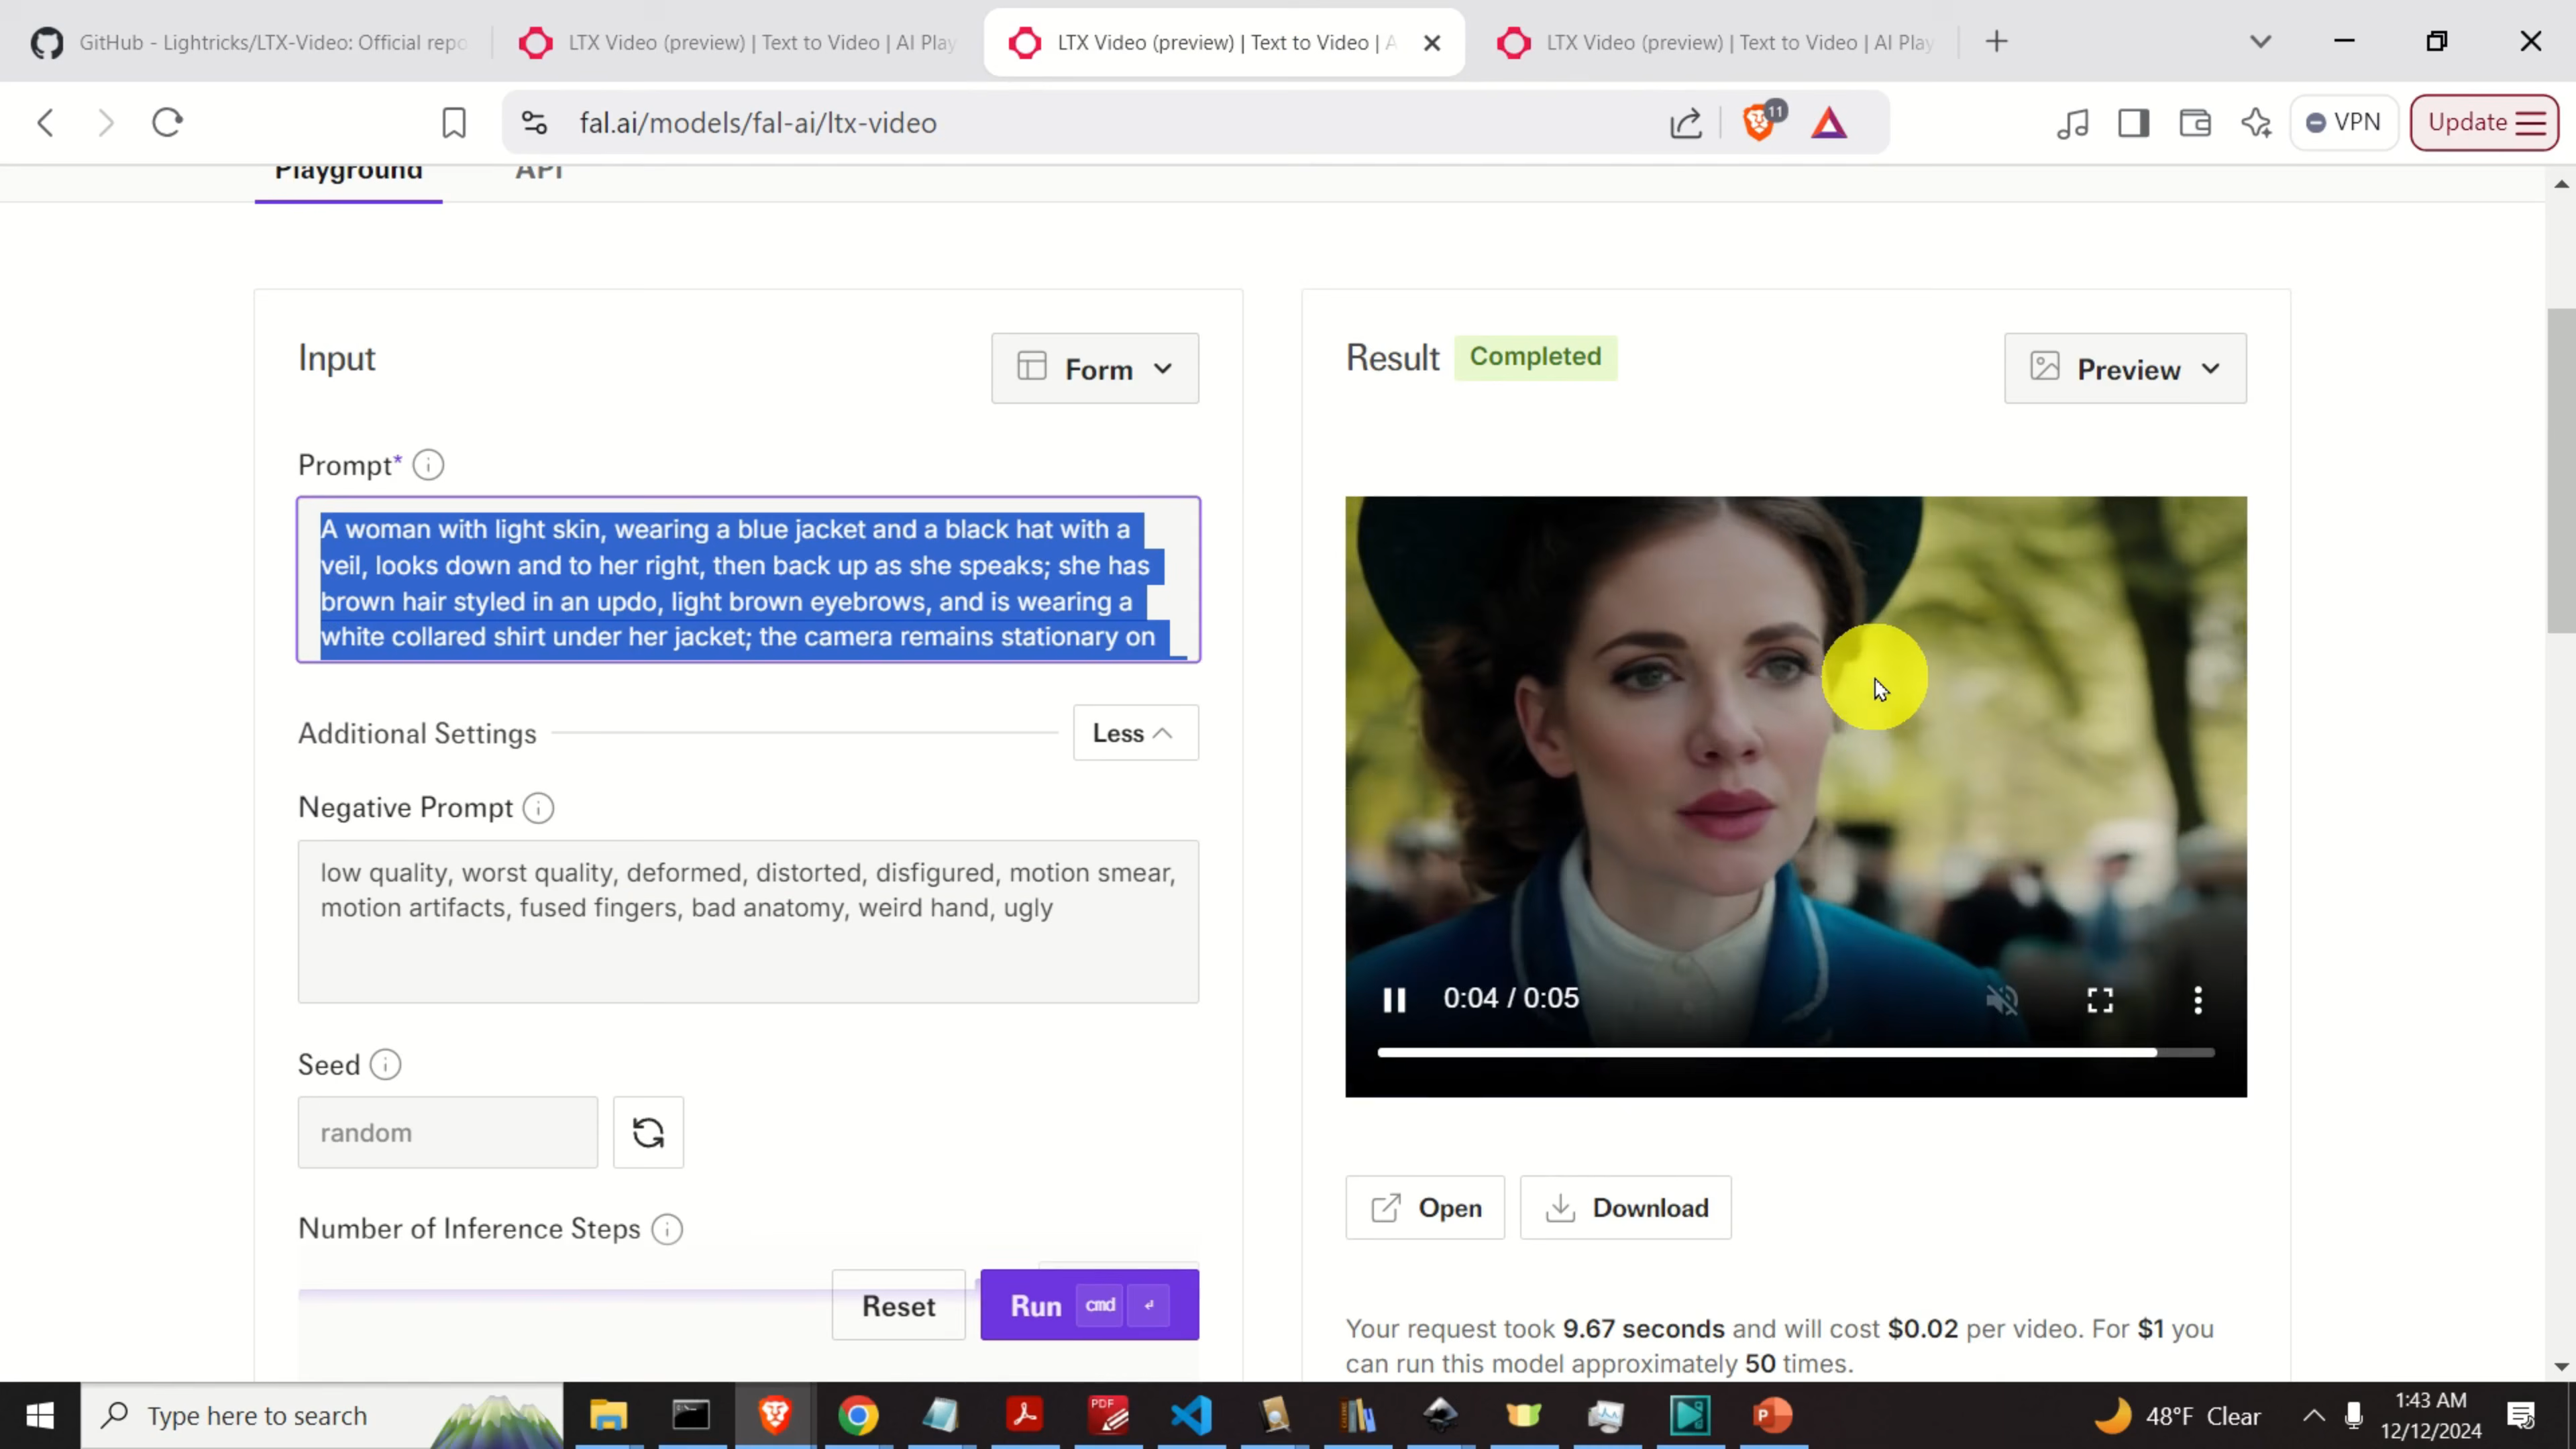 GitHub - Lightricks/LTX-Video: Official repo
LTX Video (preview) | Text to Video | AI Play
LTX Video (preview) | Text to Video | A
LTX Video (preview) | Text to Video | AI Play
fal.ai/models/fal-ai/ltx-video
11
VPN
Update
Playground
API
Input
Form
Prompt*
A woman with light skin, wearing a blue jacket and a black hat with a
veil, looks down and to her right, then back up as she speaks; she has
brown hair styled in an updo, light brown eyebrows, and is wearing a
white collared shirt under her jacket; the camera remains stationary on
Additional Settings
Less
Negative Prompt
low quality, worst quality, deformed, distorted, disfigured, motion smear,
motion artifacts, fused fingers, bad anatomy, weird hand, ugly
Seed
random
Number of Inference Steps
Reset
Run
cmd
Result
Completed
Preview
0:04 / 0:05
Open
Download
Your request took 9.67 seconds and will cost $0.02 per video. For $1 you
can run this model approximately 50 times.
Type here to search
PDF
P
48°F Clear
1:43 AM
12/12/2024